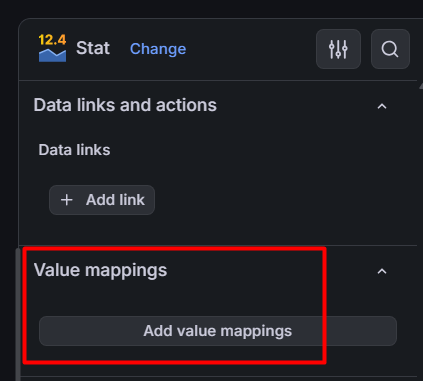 12.4 Stat Change
Data links and actions
Data links
+ Add link
Value mappings
Add value mappings